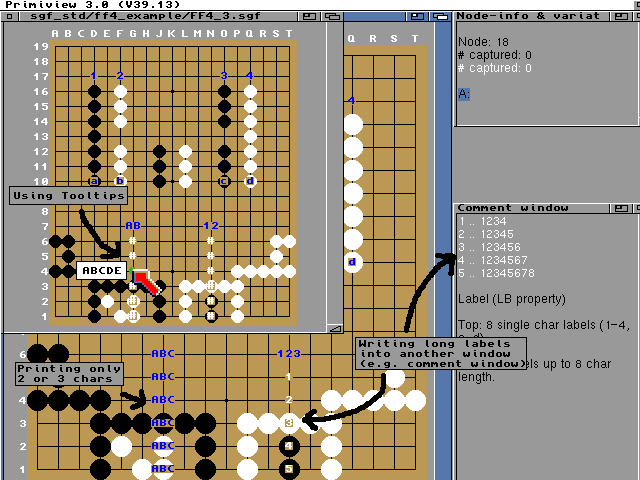 Primiview 3.0 (V39.13)
sgf_std/ff4_example/FF4_3.sgf
A B C D E F G H J K L M N O P Q R S T
19
18
17
16
15
14
13
12
11
10
8
7
6
5
4
3
2
1
1 2 3 4
a b c d
AB 12
Using Tooltips
ABCDE
Q R S T
4
d
6
5
4
3
2
1
ABC 123
ABC 1
ABC 2
ABC 3
ABC 4
ABC 5
Printing only
2 or 3 chars
Writing long labels
into another window
(e.g. comment window)
Node-info & variat
Node: 18
# captured: 0
# captured: 0
A:
Comment window
1 .. 1234
2 .. 12345
3 .. 123456
4 .. 1234567
5 .. 12345678
Label (LB property)
Top: 8 single char labels (1-4,
els up to 8 char
length.